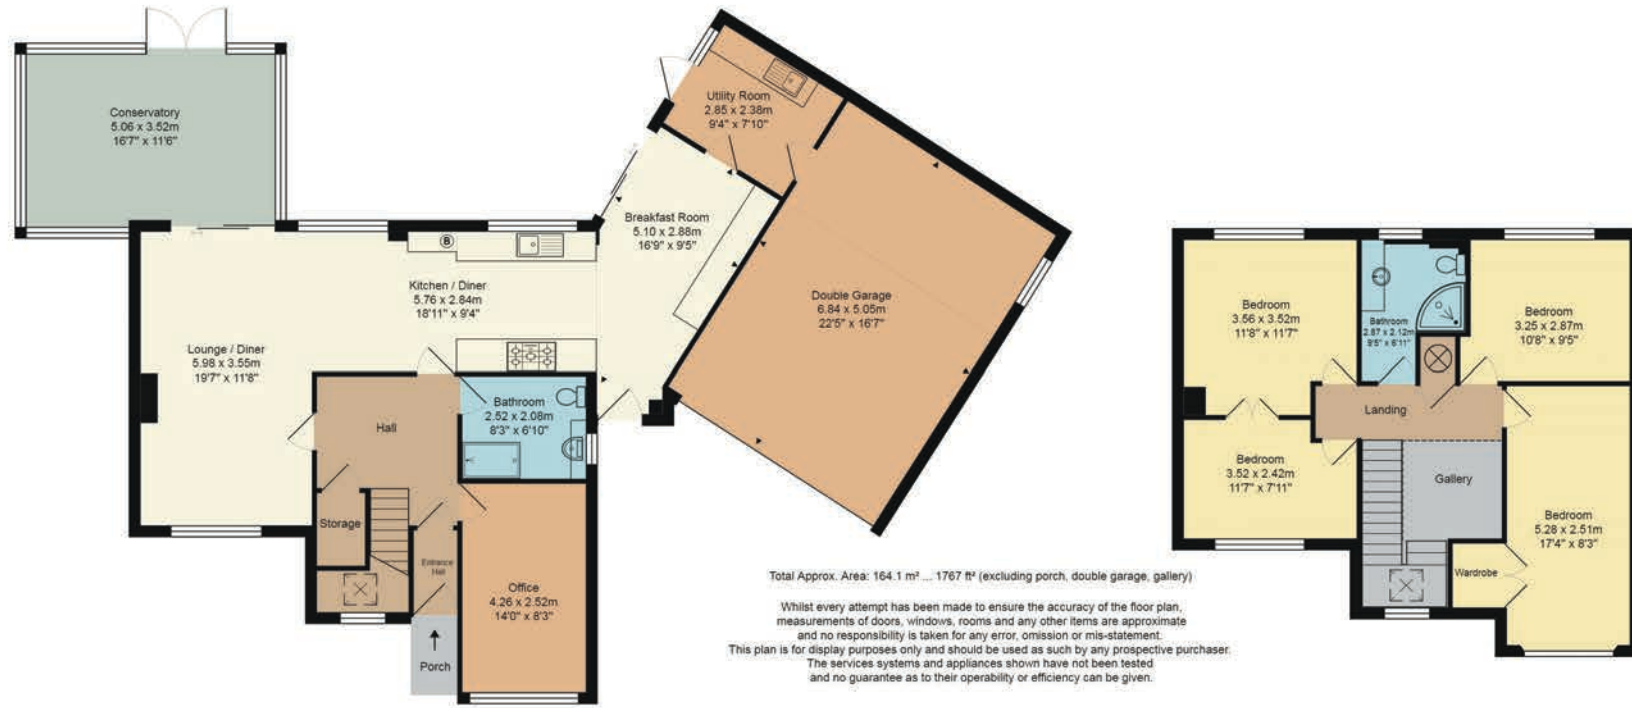 Conservatory
5.06 x 3.52m
16'7" x 11'6"
Utility Room
2.85 x 2.38m
9'4" x 7'10"
Breakfast Room
5.10 x 2.88m
16'9" x 9'5"
B
Kitchen / Diner
5.76 x 2.84m
18'11" x 9'4"
Double Garage
6.84 x 5.05m
22'5" x 16'7"
Lounge / Diner
5.98 x 3.55m
19'7" x 11'8"
Hall
Bathroom
2.52 x 2.08m
8'3" x 6'10"
Storage
Entrance
Hall
Office
4.26 x 2.52m
14'0" x 8'3"
Porch
Bedroom
3.56 x 3.52m
11'8" x 11'7"
Bathroom
2.87 x 2.12m
9'5" x 6'11"
Bedroom
3.25 x 2.87m
10'8" x 9'5"
Landing
Bedroom
3.52 x 2.42m
11'7" x 7'11"
Gallery
Bedroom
5.28 x 2.51m
17'4" x 8'3"
Wardrobe
Total Approx. Area: 164.1 m² ... 1767 ft² (excluding porch, double garage, gallery)
Whilst every attempt has been made to ensure the accuracy of the floor plan,
measurements of doors, windows, rooms and any other items are approximate
and no responsibility is taken for any error, omission or mis-statement.
This plan is for display purposes only and should be used as such by any prospective purchaser.
The services systems and appliances shown have not been tested
and no guarantee as to their operability or efficiency can be given.